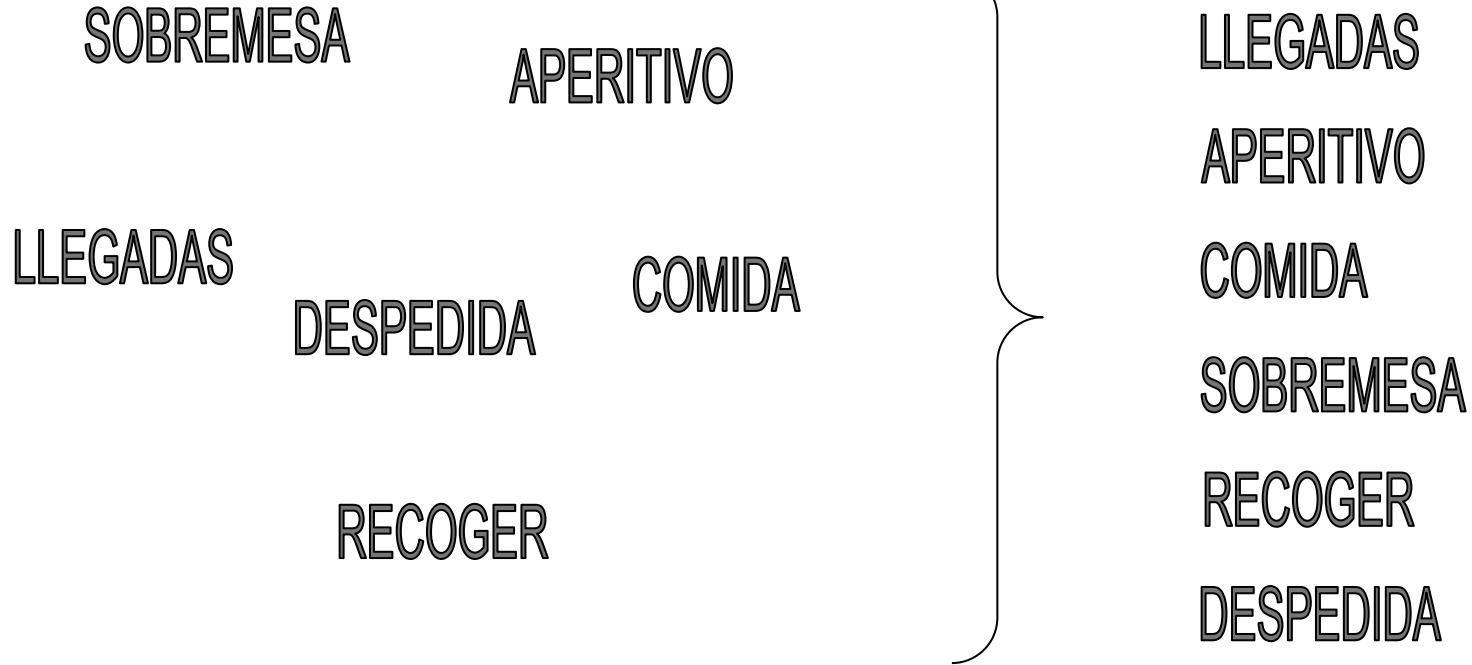 SOBREMESA
APERITIVO
LLEGADAS
COMIDA
DESPEDIDA
RECOGER
LLEGADAS
APERITIVO
COMIDA
SOBREMESA
RECOGER
DESPEDIDA